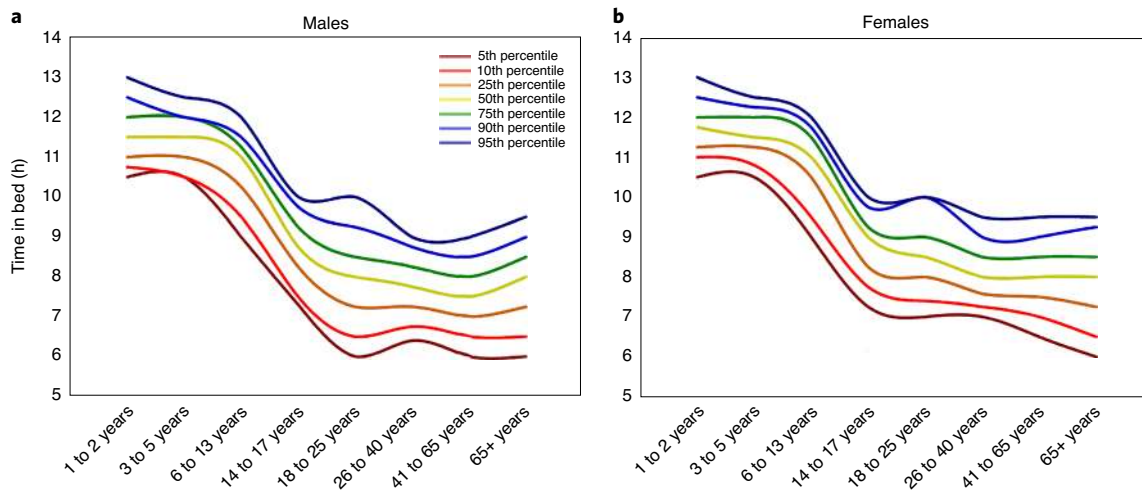 a
Males
Time in bed (h)
14
13
12
11
10
9
8
7
6
5
5th percentile
10th percentile
25th percentile
50th percentile
75th percentile
90th percentile
95th percentile
1 to 2 years
3 to 5 years
6 to 13 years
14 to 17 years
18 to 25 years
26 to 40 years
41 to 65 years
65+ years
b
Females
14
13
12
11
10
9
8
7
6
5
1 to 2 years
3 to 5 years
6 to 13 years
14 to 17 years
18 to 25 years
26 to 40 years
41 to 65 years
65+ years